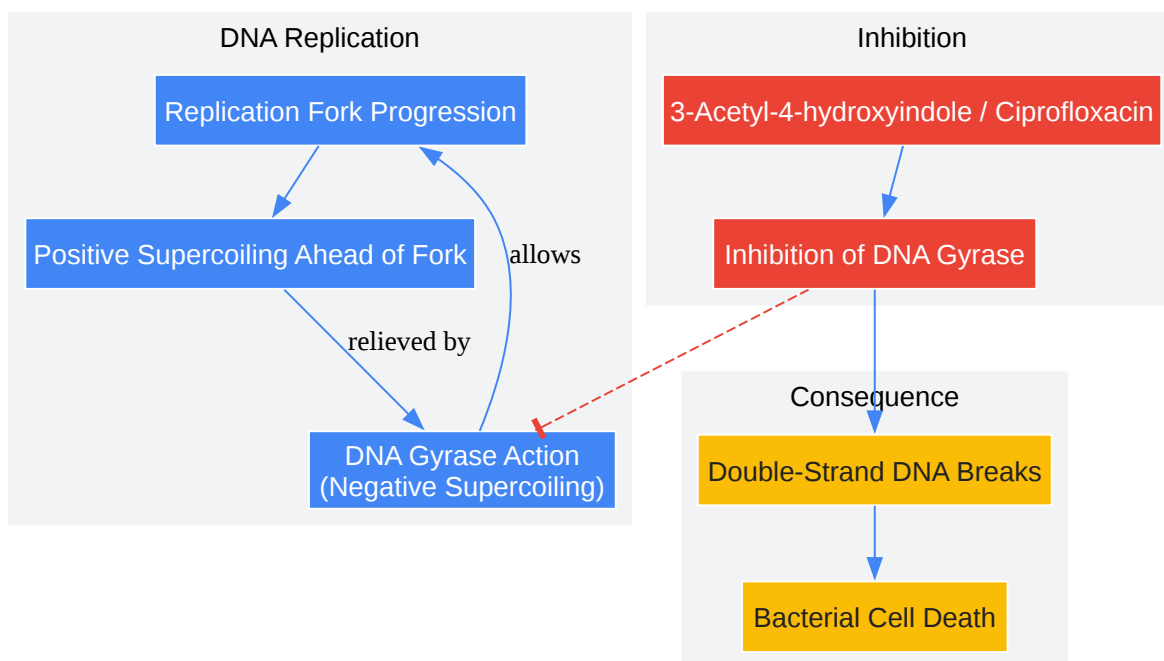 DNA Replication
Replication Fork Progression
Positive Supercoiling Ahead of Fork
allows
relieved by
DNA Gyrase Action
(Negative Supercoiling)
Inhibition
3-Acetyl-4-hydroxyindole / Ciprofloxacin
Inhibition of DNA Gyrase
Consequence
Double-Strand DNA Breaks
Bacterial Cell Death